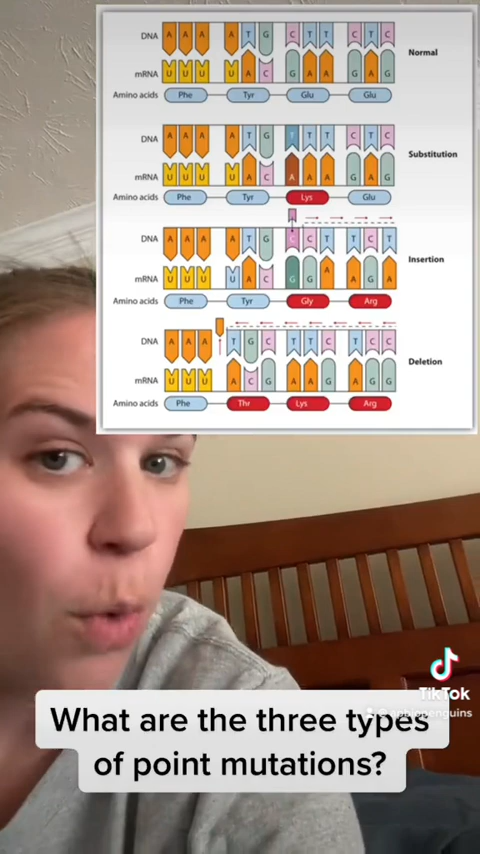 DNA A A A A T G C T T C T C Normal
mRNA U U U U A C G A A G A G
Amino acids Phe Tyr Glu Glu
DNA A A A A T G T T T C T C Substitution
mRNA U U U U A C A A A G A G
Amino acids Phe Tyr Lys Glu
DNA A A A A T G C C T T C T Insertion
mRNA U U U U A C G G A A G A
Amino acids Phe Tyr Gly Arg
DNA A A A T G C T T C T C C Deletion
mRNA U U U A C G A A G A G G
Amino acids Phe Thr Lys Arg
TikTok
What are the three types
of point mutations?